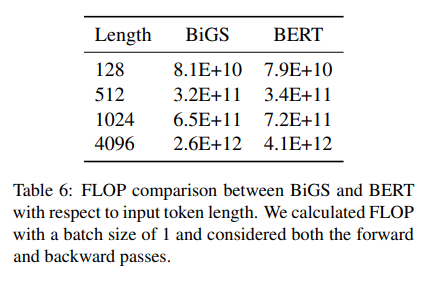 Length BiGS BERT
128 8.1E+10 7.9E+10
512 3.2E+11 3.4E+11
1024 6.5E+11 7.2E+11
4096 2.6E+12 4.1E+12
Table 6: FLOP comparison between BiGS and BERT
with respect to input token length. We calculated FLOP
with a batch size of 1 and considered both the forward
and backward passes.